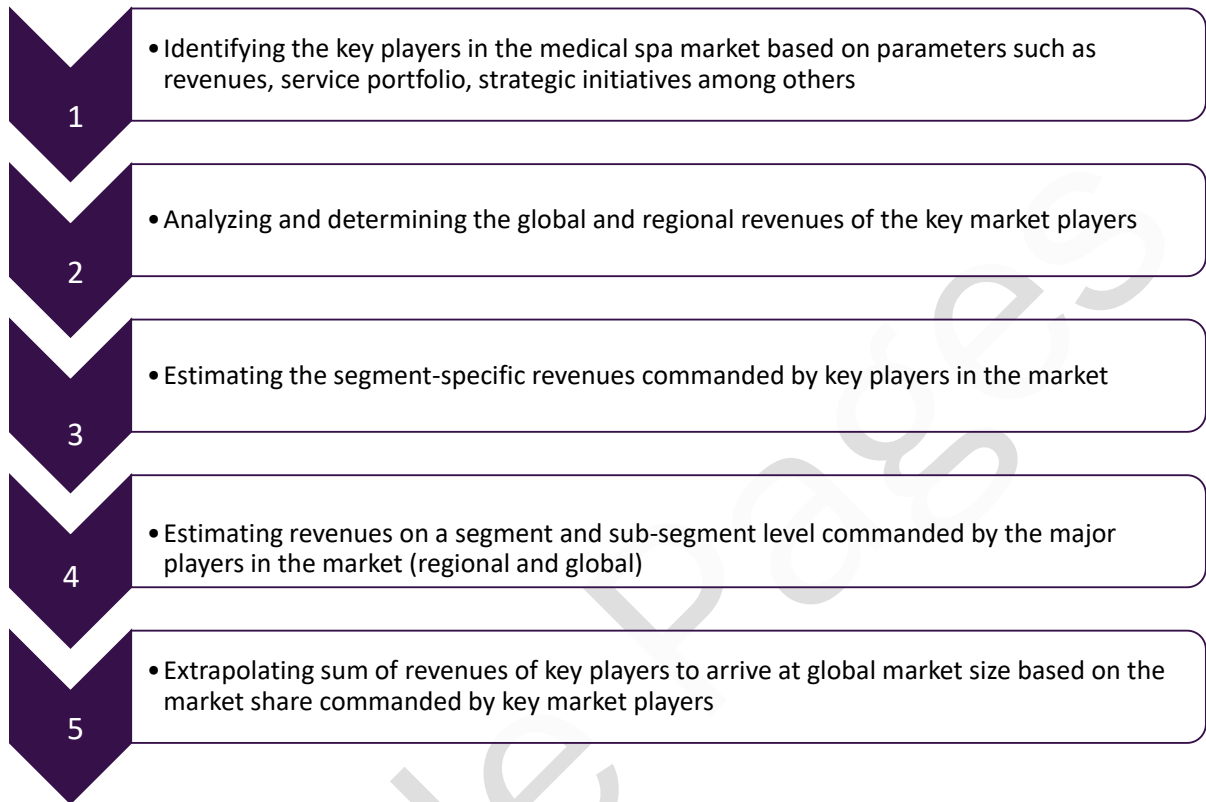 1
• Identifying the key players in the medical spa market based on parameters such as
revenues, service portfolio, strategic initiatives among others
2
• Analyzing and determining the global and regional revenues of the key market players
3
• Estimating the segment-specific revenues commanded by key players in the market
4
• Estimating revenues on a segment and sub-segment level commanded by the major
players in the market (regional and global)
5
• Extrapolating sum of revenues of key players to arrive at global market size based on the
market share commanded by key market players
Pages